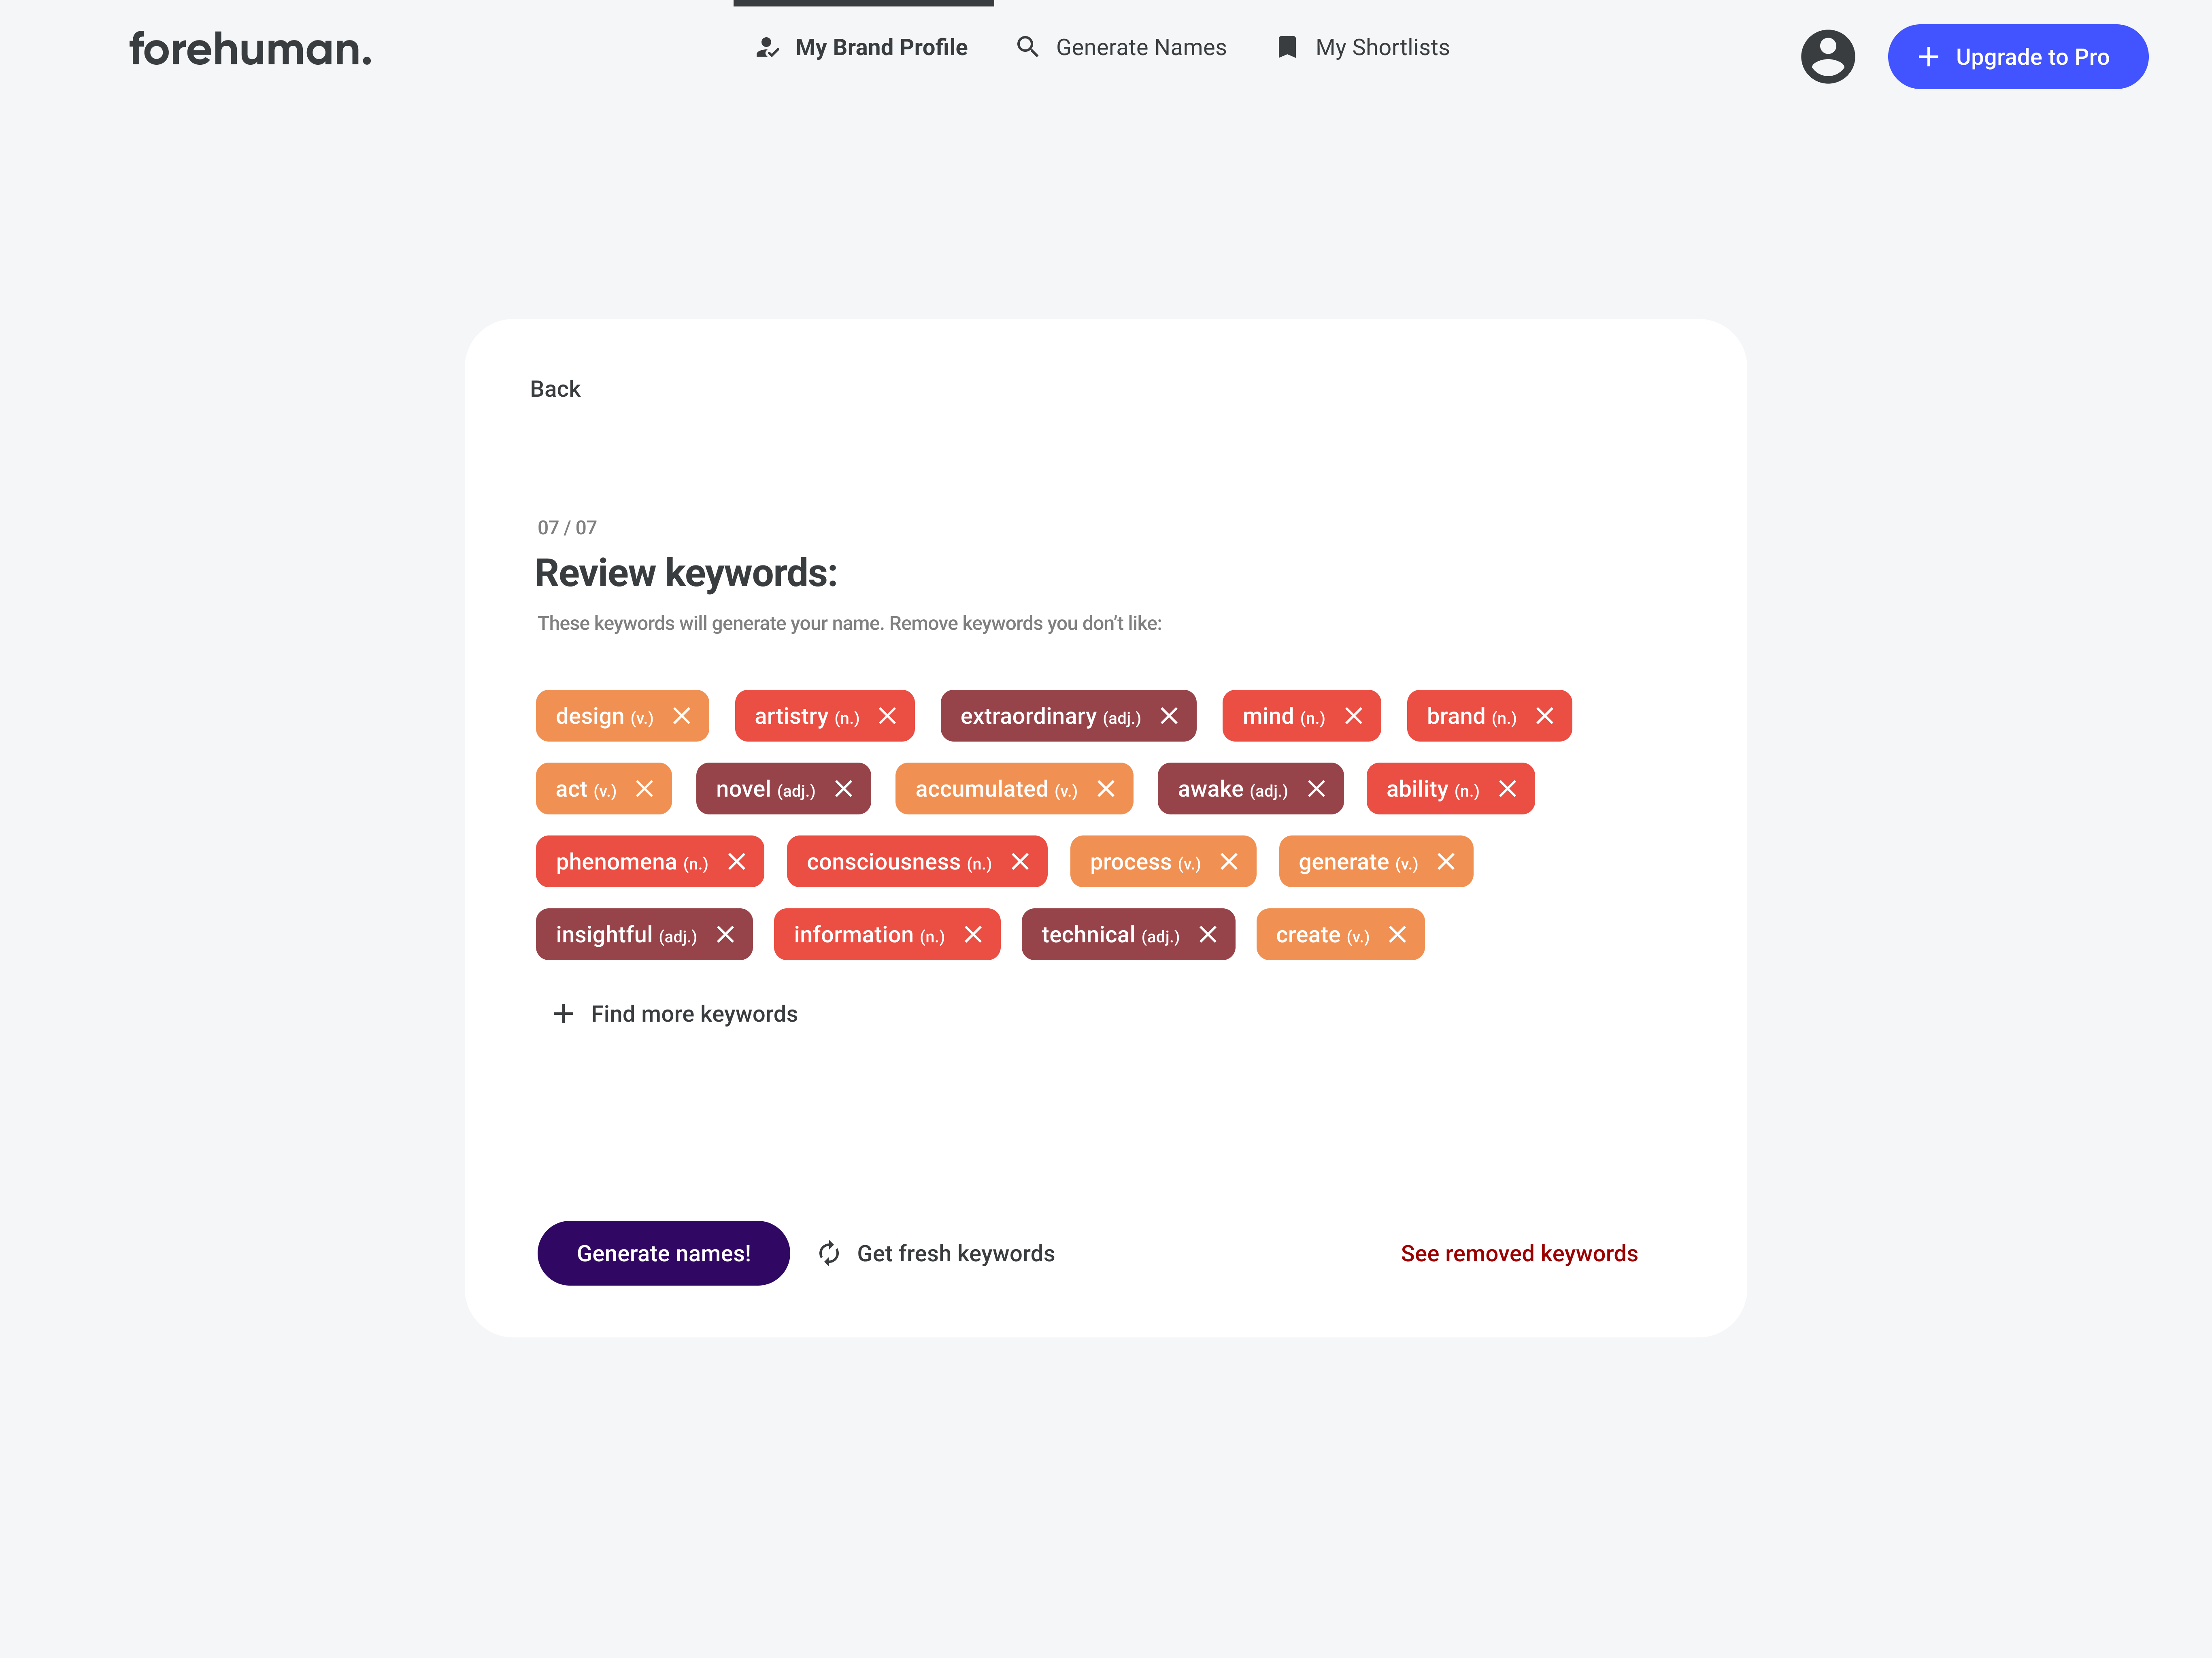 forehuman.
My Brand Profile
Generate Names
My Shortlists
Upgrade to Pro
Back
07 / 07
Review keywords:
These keywords will generate your name. Remove keywords you don’t like:
design (v.) artistry (n.) extraordinary (adj.) mind (n.) brand (n.)
act (v.) novel (adj.) accumulated (v.) awake (adj.) ability (n.)
phenomena (n.) consciousness (n.) process (v.) generate (v.)
insightful (adj.) information (n.) technical (adj.) create (v.)
Find more keywords
Generate names!
Get fresh keywords
See removed keywords